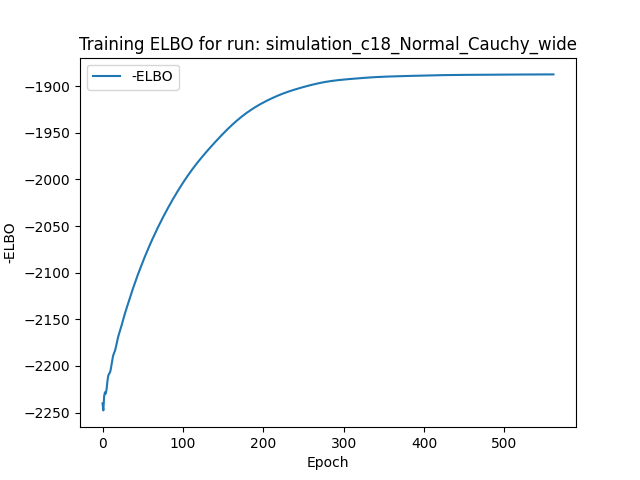 Training ELBO for run: simulation_c18_Normal_Cauchy_wide
-ELBO
−1900
−1950
−2000
−2050
−2100
−2150
−2200
−2250
-ELBO
0 100 200 300 400 500
Epoch